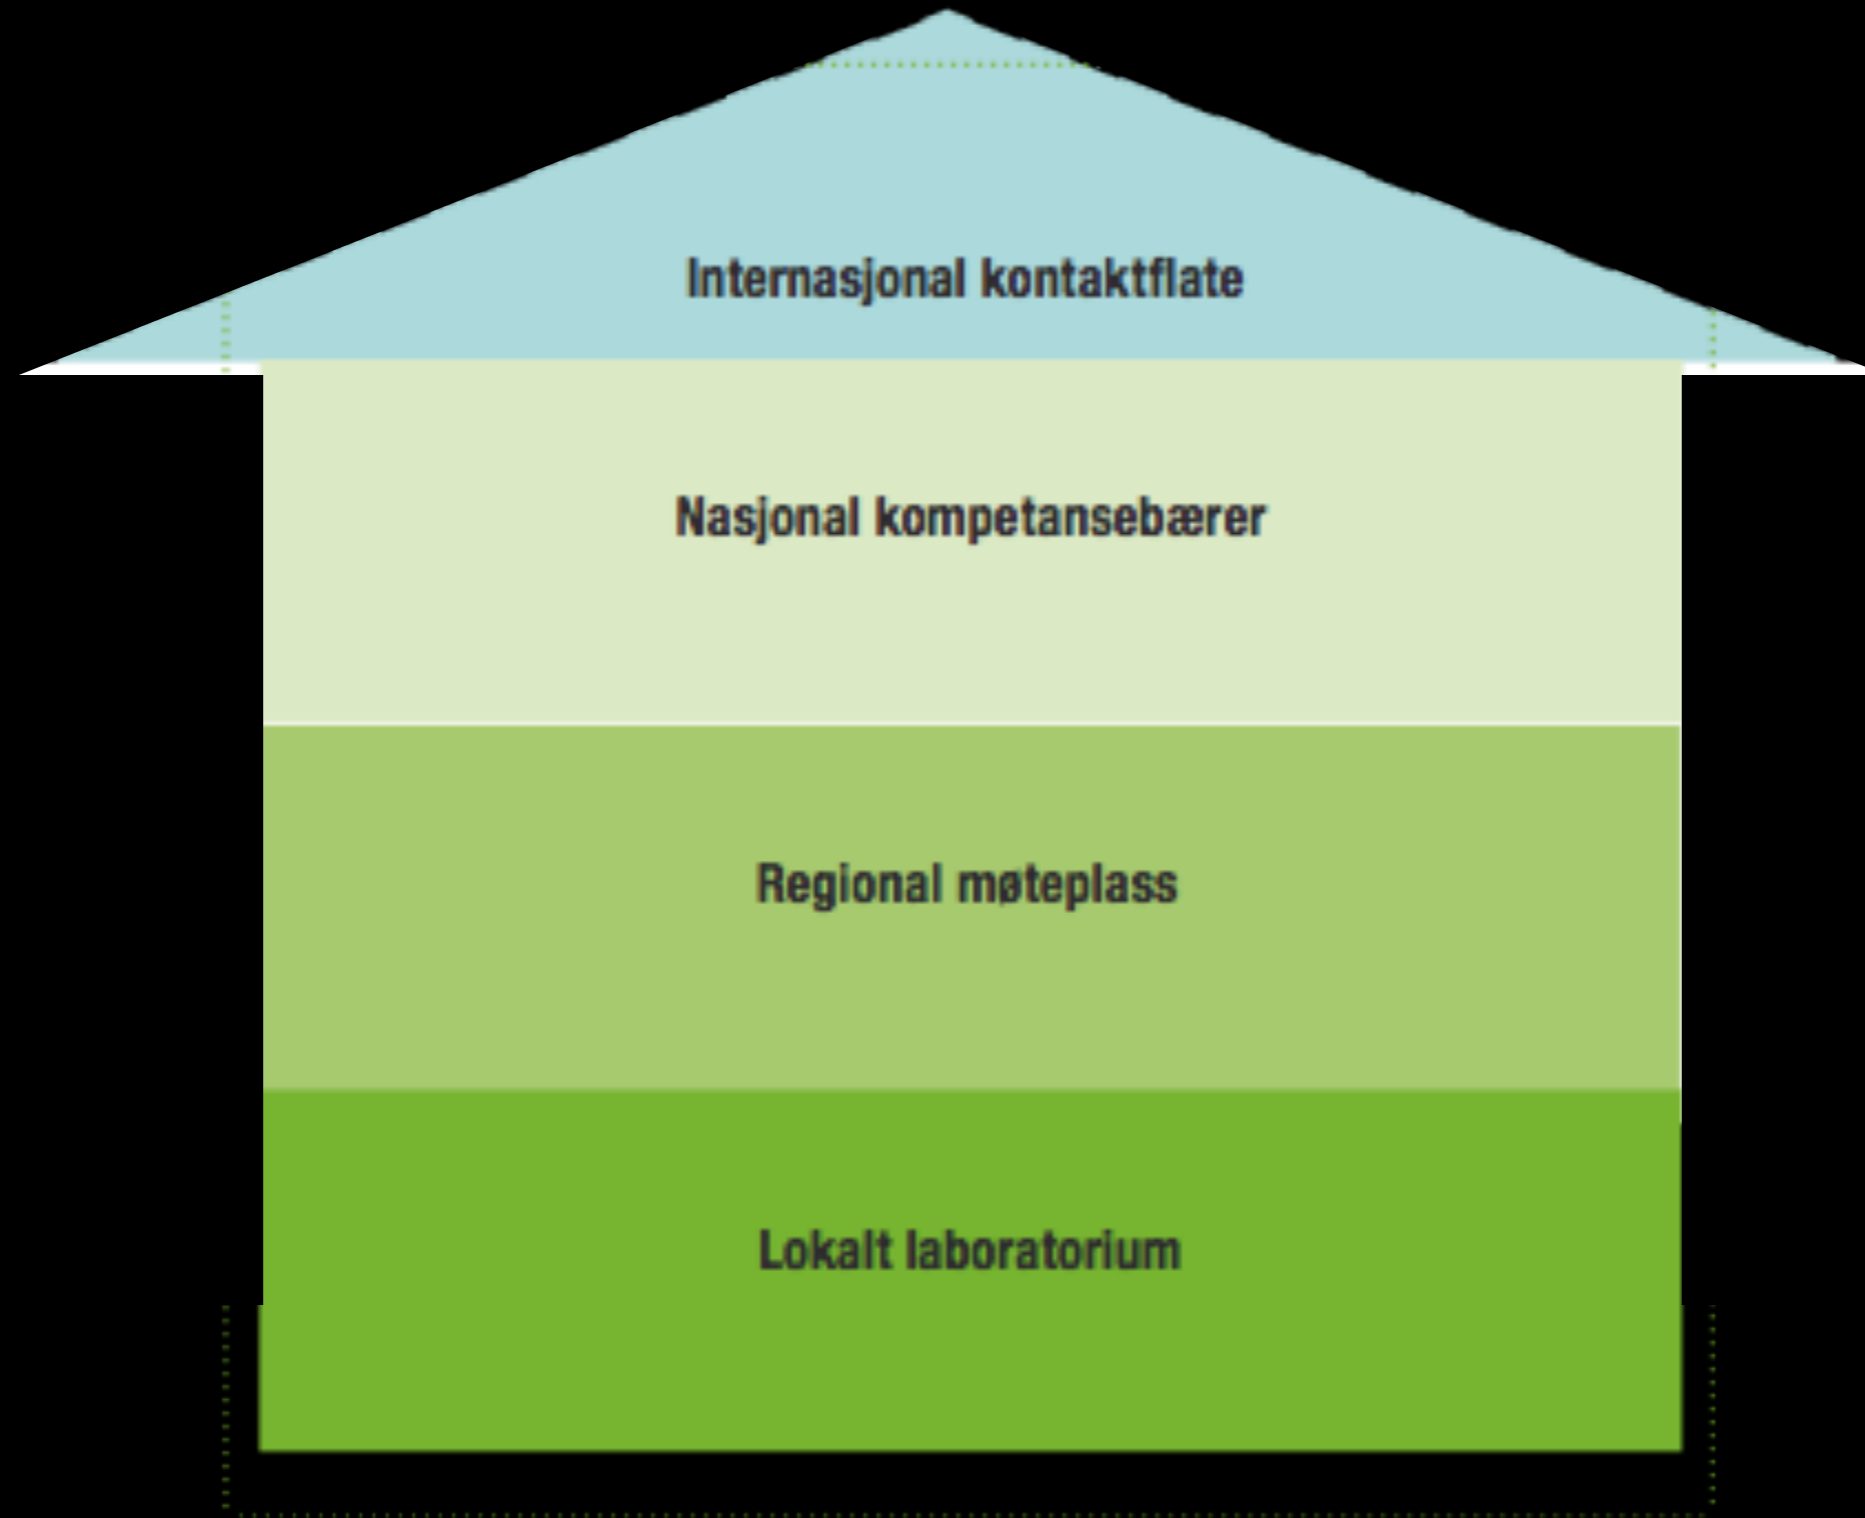 Internasjonal kontaktflate
Nasjonal kompetansebærer
Regional møteplass
Lokalt laboratorium